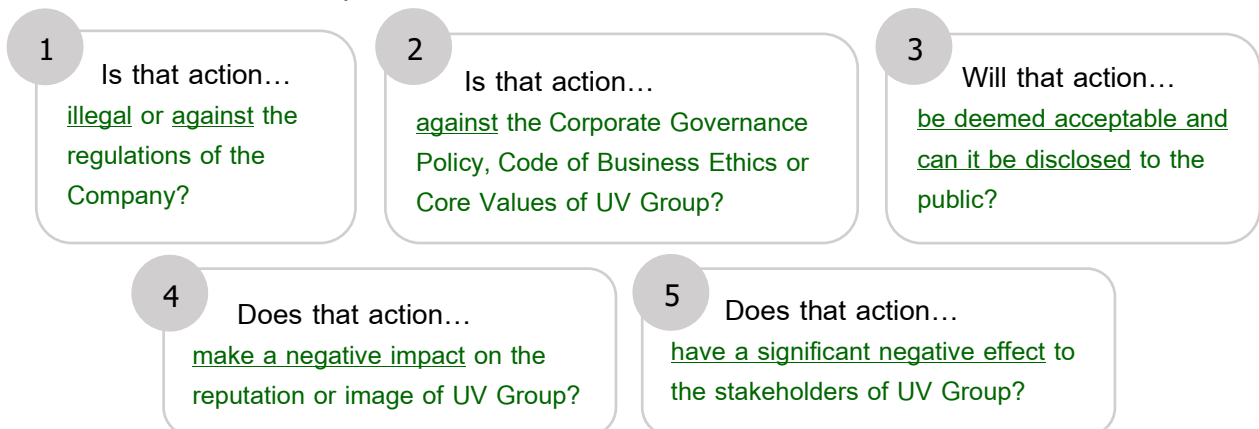 1
Is that action…
illegal or against the
regulations of the
Company?
2
Is that action…
against the Corporate Governance
Policy, Code of Business Ethics or
Core Values of UV Group?
3
Will that action…
be deemed acceptable and
can it be disclosed to the
public?
4
Does that action…
make a negative impact on the
reputation or image of UV Group?
5
Does that action…
have a significant negative effect to
the stakeholders of UV Group?